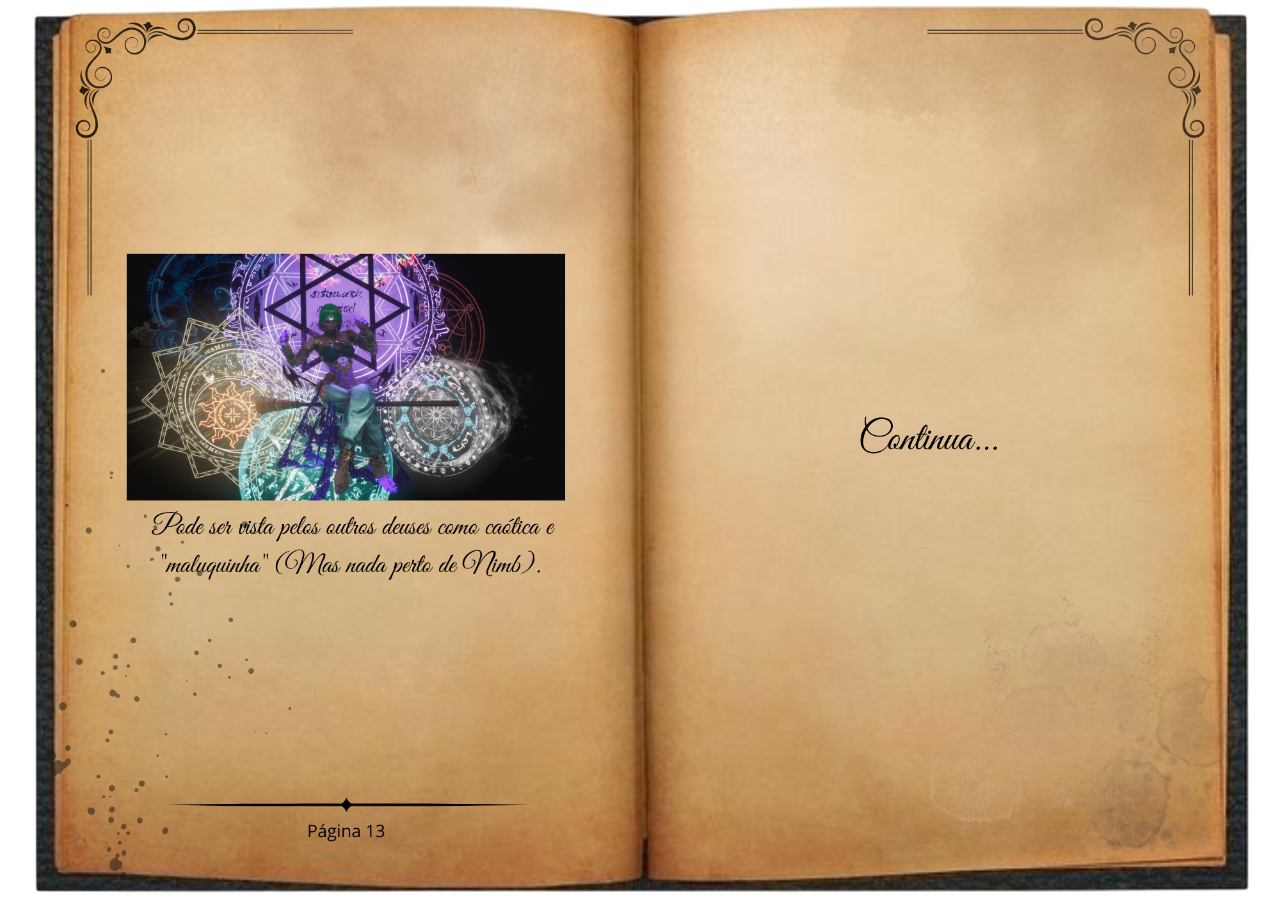 Pode ser vista pelos outros deuses como caótica e
"maluquinha" (Mas nada perto de Nimb).
Página 13
Continua...